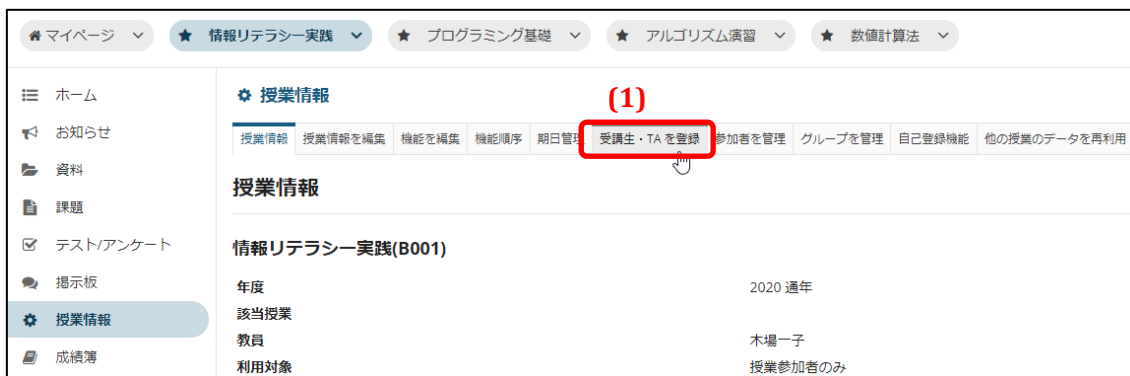 マイページ ★ 情報リテラシー実践 ★ プログラミング基礎 ★ アルゴリズム演習 ★ 数値計算法
ホーム
お知らせ
資料
課題
テスト/アンケート
掲示板
授業情報
成績簿
授業情報
(1)
授業情報 授業情報を編集 機能を編集 機能順序 期日管理 受講生・TA を登録 参加者を管理 グループを管理 自己登録機能 他の授業のデータを再利用
授業情報
情報リテラシー実践(B001)
年度 2020 通年
該当授業
教員 木場一子
利用対象 授業参加者のみ